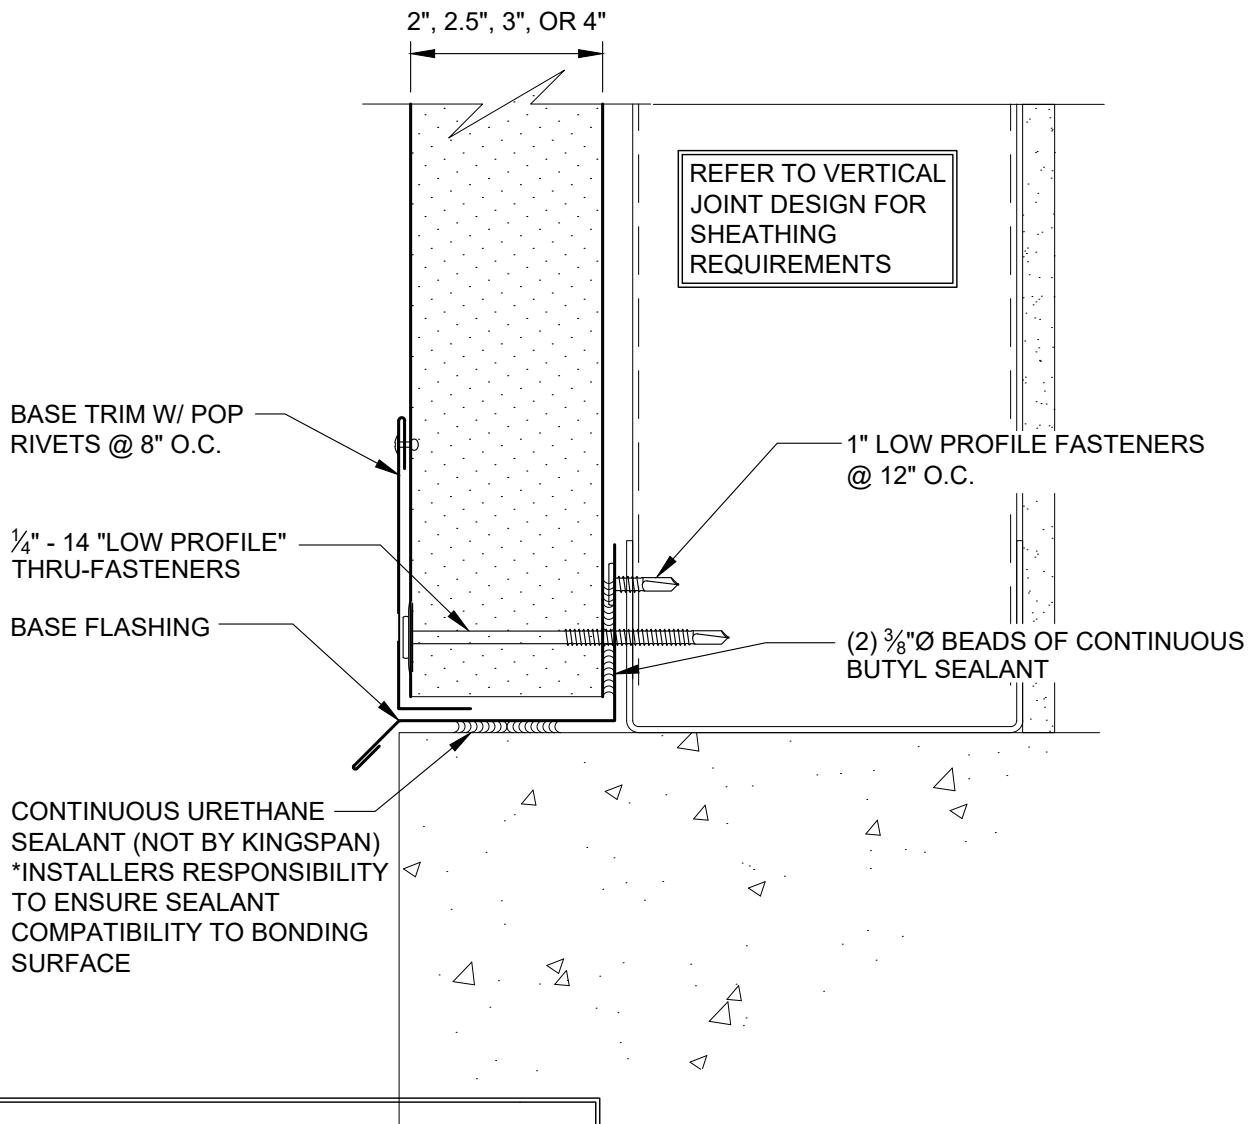 2", 2.5", 3", OR 4"
REFER TO VERTICAL
JOINT DESIGN FOR
SHEATHING
REQUIREMENTS
BASE TRIM W/ POP
RIVETS @ 8" O.C.
1" LOW PROFILE FASTENERS
@ 12" O.C.
¼" - 14 "LOW PROFILE"
THRU-FASTENERS
BASE FLASHING
(2) ⅜"Ø BEADS OF CONTINUOUS
BUTYL SEALANT
CONTINUOUS URETHANE
SEALANT (NOT BY KINGSPAN)
*INSTALLERS RESPONSIBILITY
TO ENSURE SEALANT
COMPATIBILITY TO BONDING
SURFACE